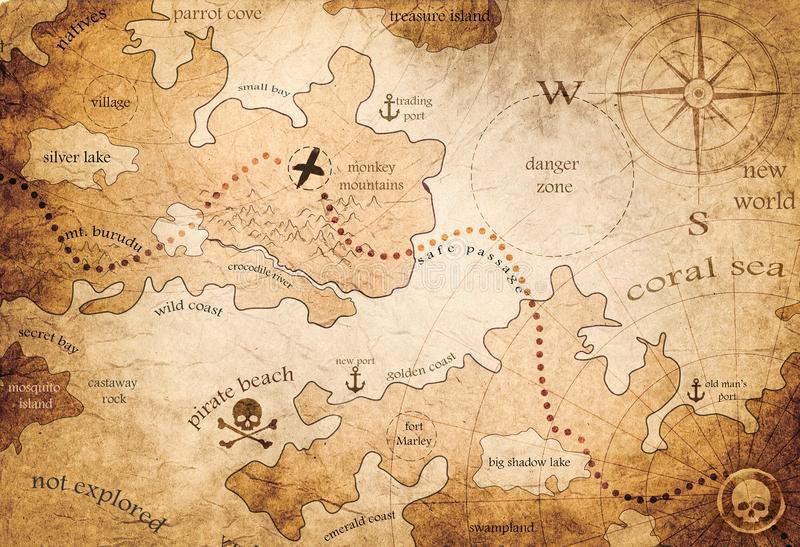 natives
parrot cove
treasure island
village
small bay
trading
port
W
silver lake
monkey
mountains
danger
zone
new
world
S
mt. burudu
safe passage
coral sea
crocodile river
wild coast
secret bay
mosquito
island
castaway
rock
pirate beach
new port
golden coast
old man's
port
fort
Marley
big shadow lake
not explored
emerald coast
swampland